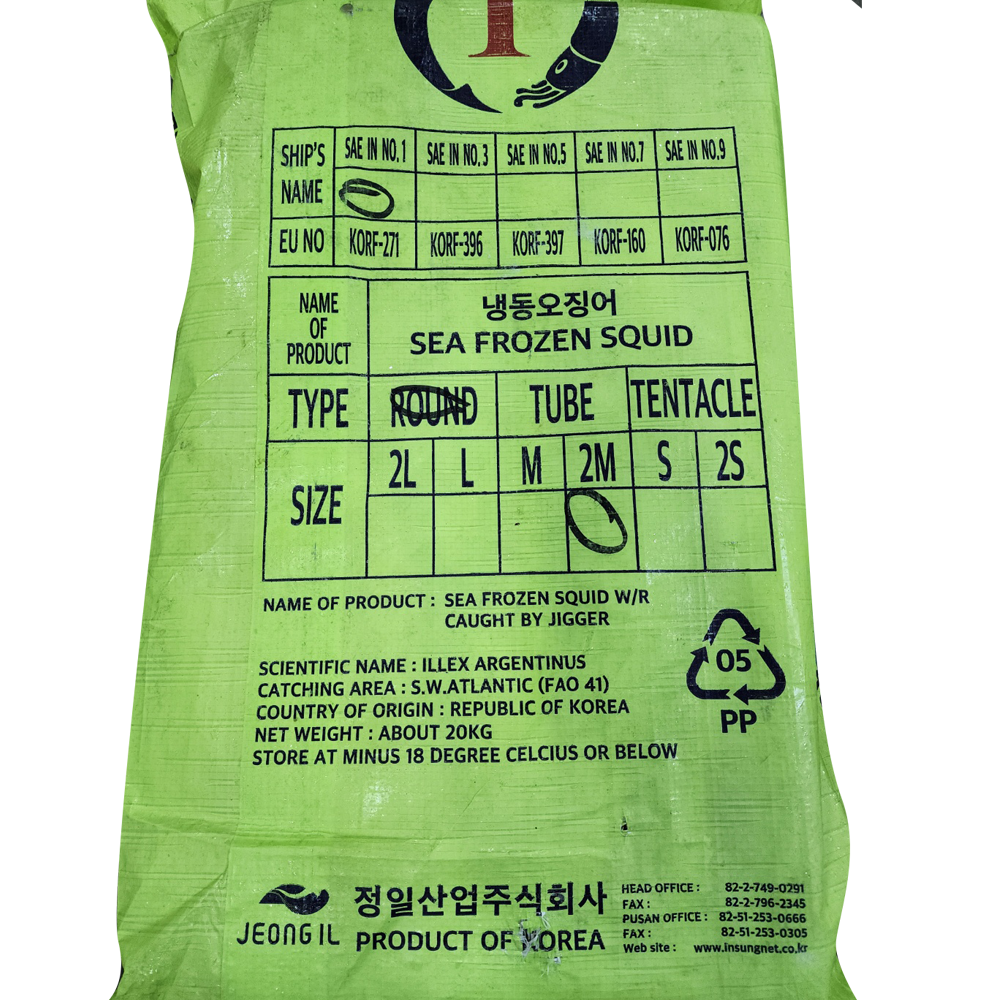 I
SHIP'S NAME SAE IN NO.1 SAE IN NO.3 SAE IN NO.5 SAE IN NO.7 SAE IN NO.9
EU NO KORF-271 KORF-396 KORF-397 KORF-160 KORF-076
NAME OF PRODUCT
냉동오징어
SEA FROZEN SQUID
TYPE ROUND TUBE TENTACLE
SIZE 2L L M 2M S 2S
NAME OF PRODUCT : SEA FROZEN SQUID W/R
CAUGHT BY JIGGER
SCIENTIFIC NAME : ILLEX ARGENTINUS
CATCHING AREA : S.W.ATLANTIC (FAO 41)
COUNTRY OF ORIGIN : REPUBLIC OF KOREA
NET WEIGHT : ABOUT 20KG
STORE AT MINUS 18 DEGREE CELCIUS OR BELOW
05
PP
JEONG IL
정일산업주식회사
PRODUCT OF KOREA
HEAD OFFICE : 82-2-749-0291
FAX : 82-2-796-2345
PUSAN OFFICE : 82-51-253-0666
FAX : 82-51-253-0305
Web site : www.insungnet.co.kr